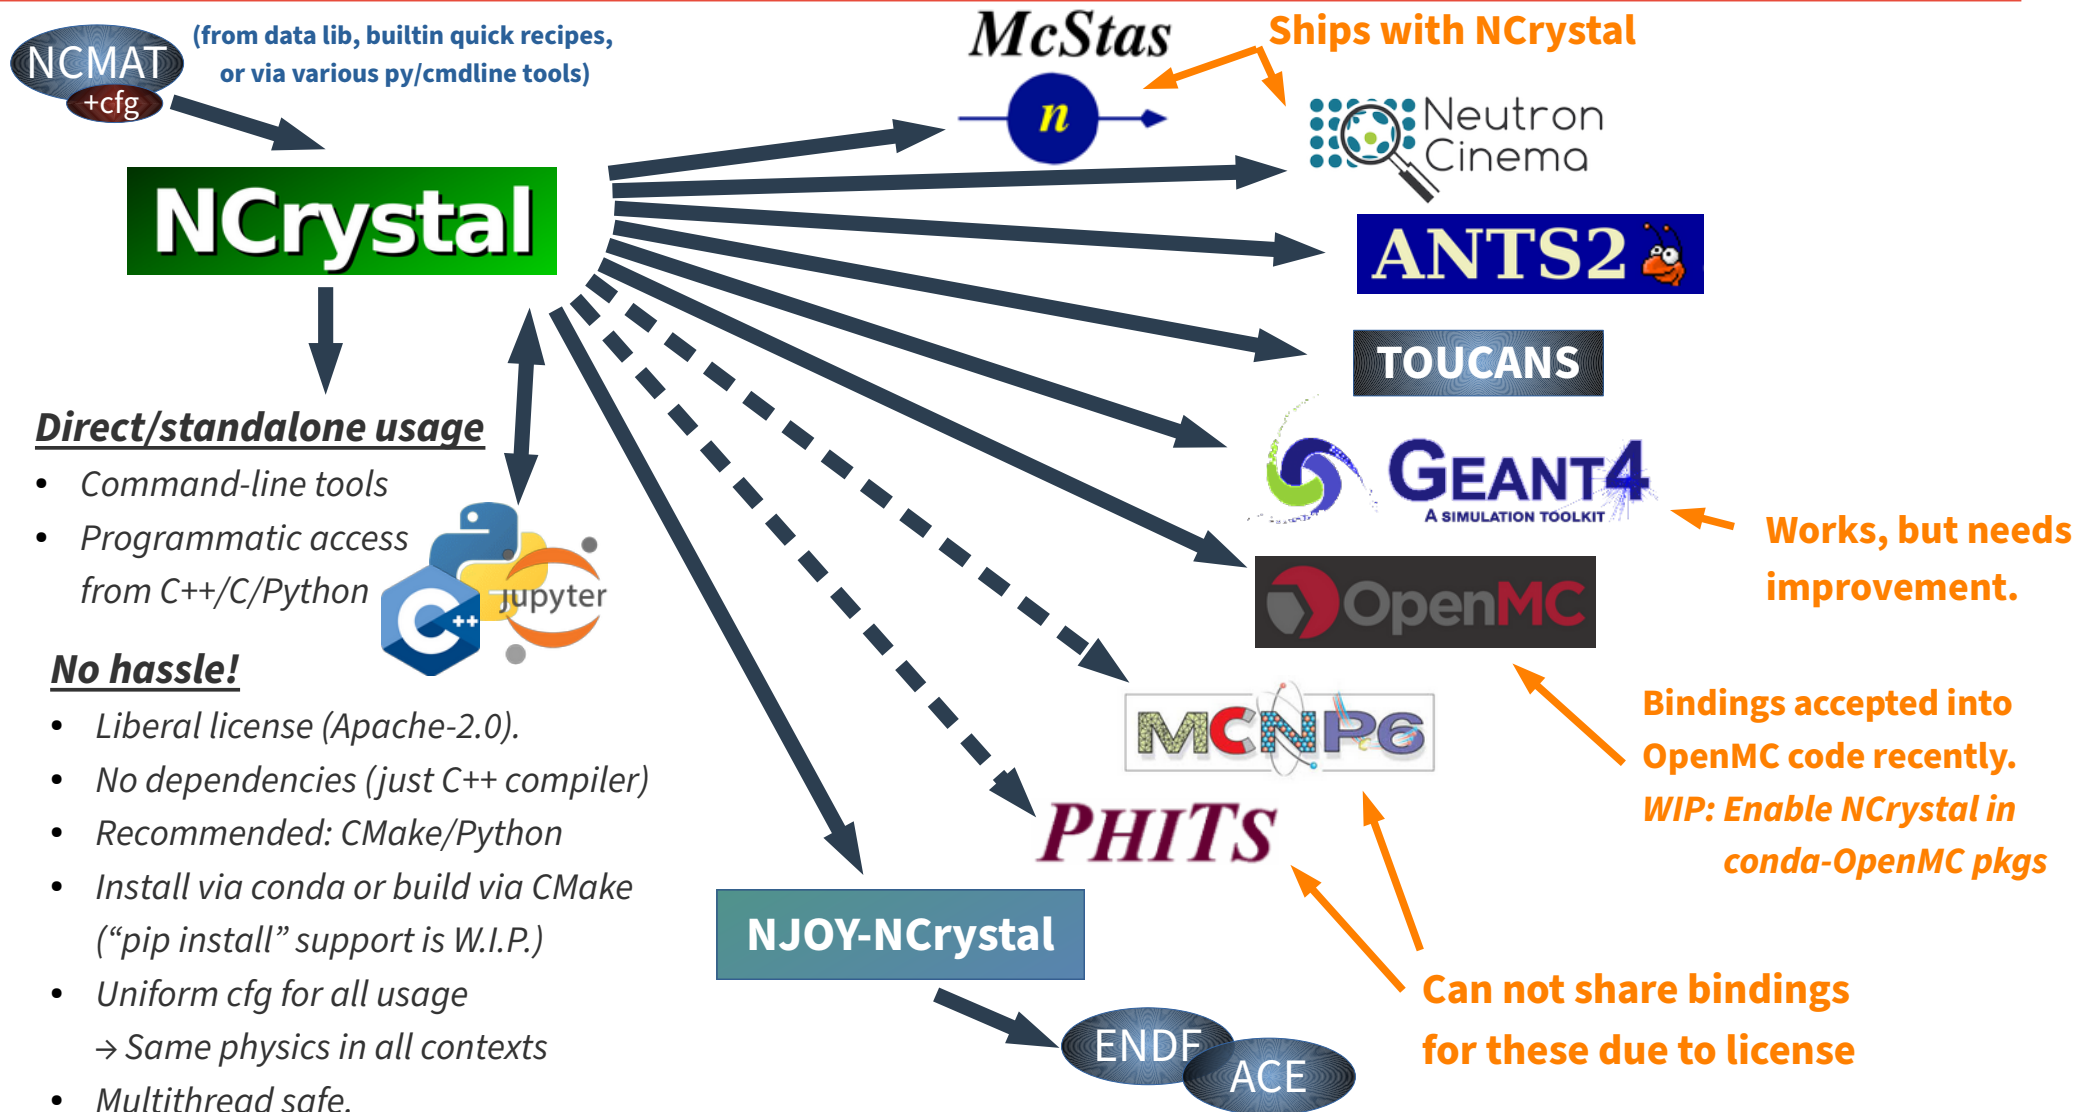 NCMAT
+cfg
(from data lib, builtin quick recipes,
or via various py/cmdline tools)
McStas
n
Ships with NCrystal
Neutron
Cinema
NCrystal
ANTS2
TOUCANS
Direct/standalone usage
• Command-line tools
• Programmatic access
from C++/C/Python
C++
jupyter
GEANT4
A SIMULATION TOOLKIT
Works, but needs
improvement.
OpenMC
No hassle!
• Liberal license (Apache-2.0).
• No dependencies (just C++ compiler)
• Recommended: CMake/Python
• Install via conda or build via CMake
(“pip install” support is W.I.P.)
• Uniform cfg for all usage
→ Same physics in all contexts
• Multithread safe.
Bindings accepted into
OpenMC code recently.
WIP: Enable NCrystal in
conda-OpenMC pkgs
MCNP6
PHITS
NJOY-NCrystal
Can not share bindings
for these due to license
ENDF
ACE